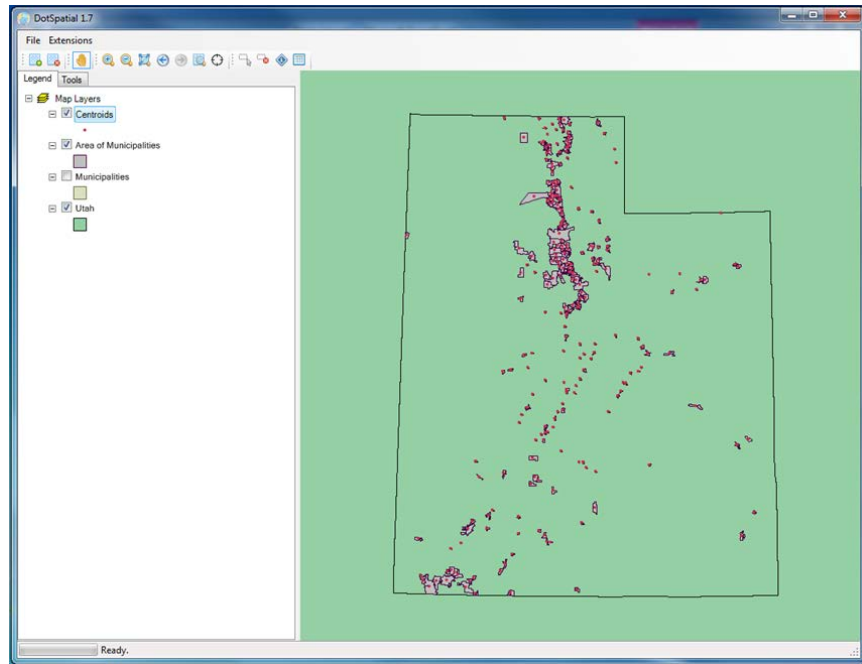 DotSpatial 1.7
File Extensions
Legend Tools
Map Layers
Centroids
Area of Municipalities
Municipalities
Utah
Ready.